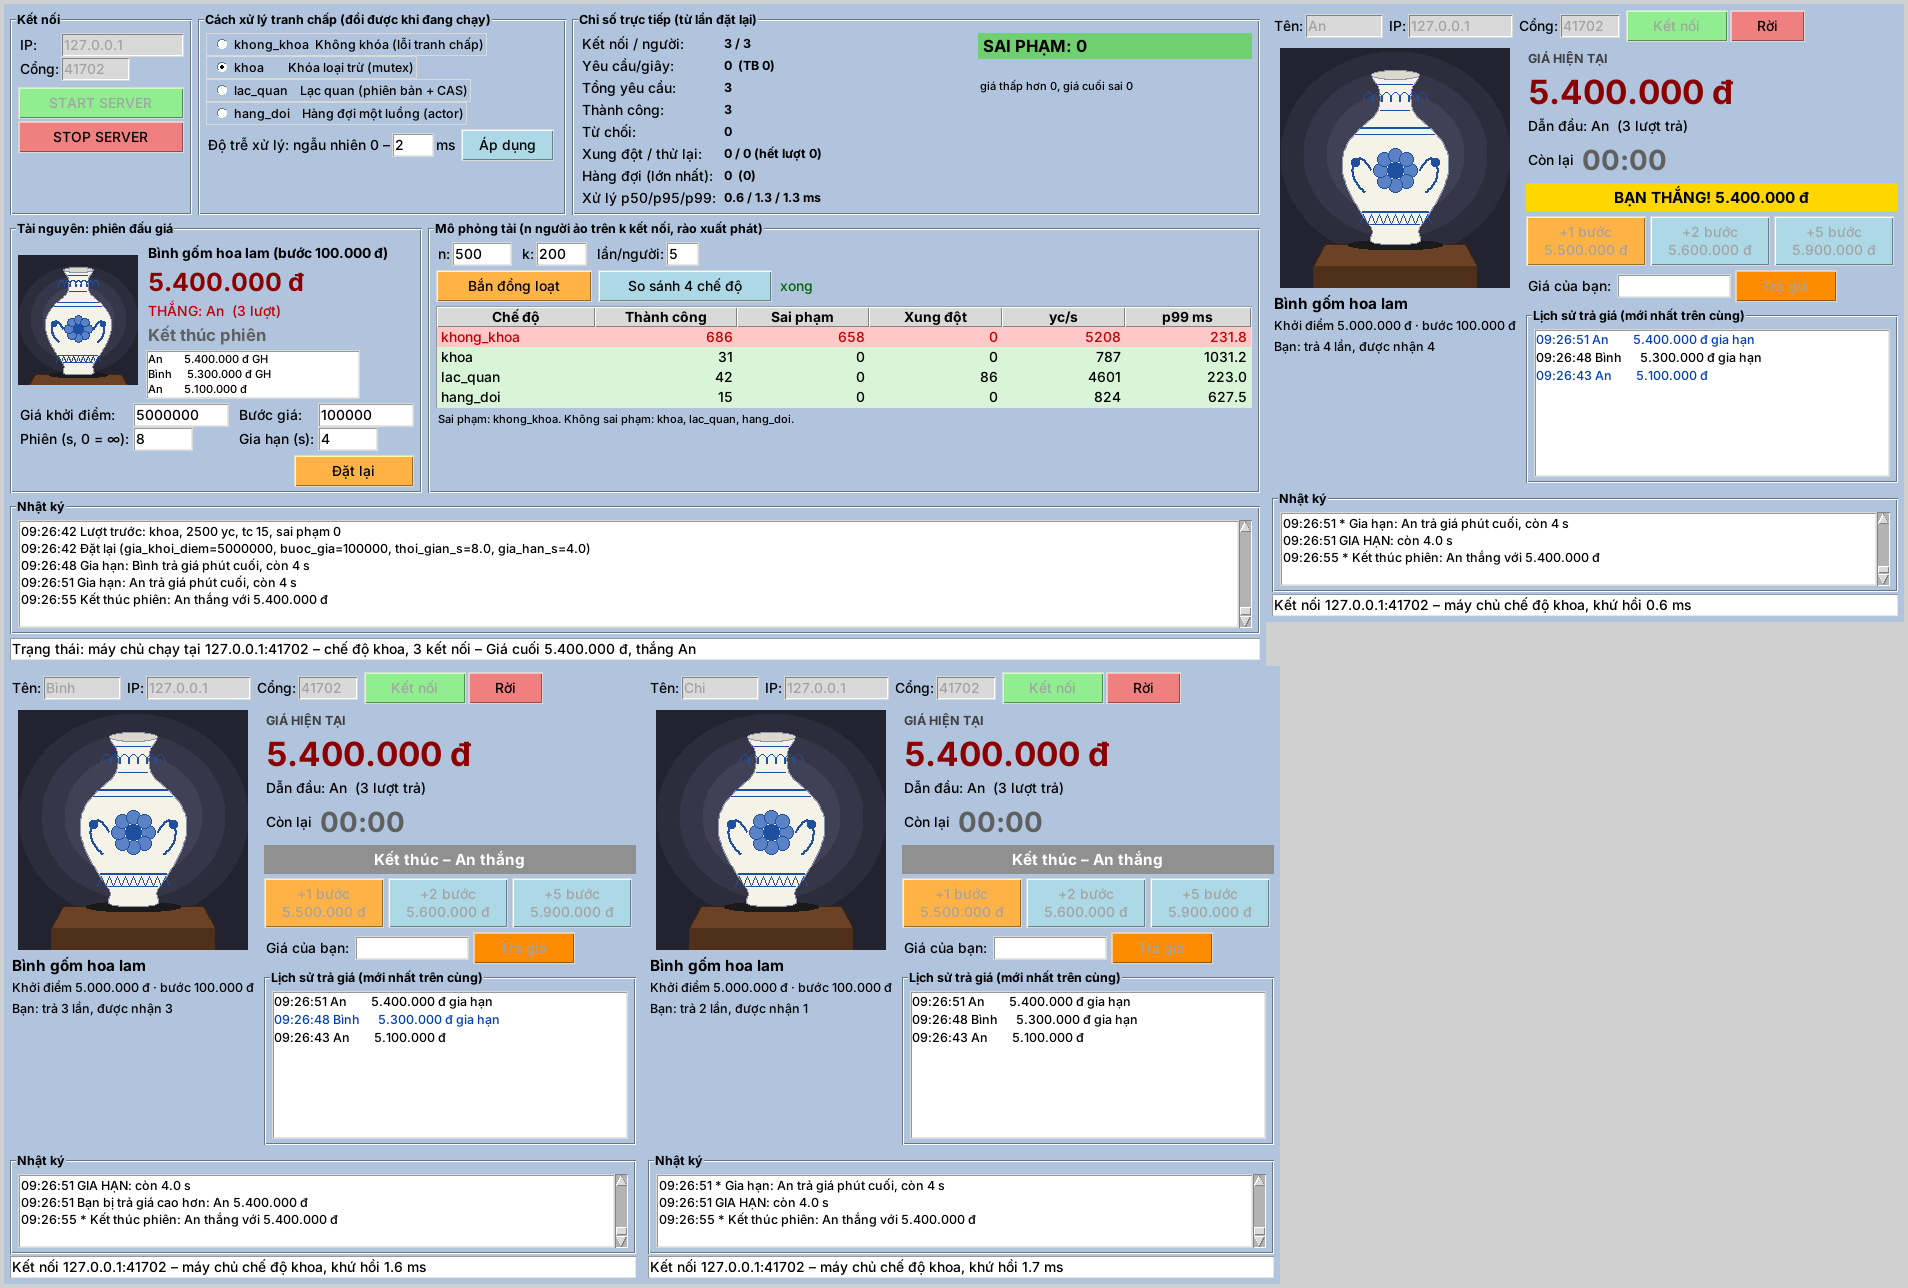 Kết nối
IP: 127.0.0.1
Cổng: 41702
START SERVER
STOP SERVER
Cách xử lý tranh chấp (đổi được khi đang chạy)
khong_khoa Không khóa (lỗi tranh chấp)
khoa Khóa loại trừ (mutex)
lac_quan Lạc quan (phiên bản + CAS)
hang_doi Hàng đợi một luồng (actor)
Độ trễ xử lý: ngẫu nhiên 0 – 2 ms Áp dụng
Chỉ số trực tiếp (từ lần đặt lại)
Kết nối / người: 3 / 3
Yêu cầu/giây: 0 (TB 0)
Tổng yêu cầu: 3
Thành công: 3
Từ chối: 0
Xung đột / thử lại: 0 / 0 (hết lượt 0)
Hàng đợi (lớn nhất): 0 (0)
Xử lý p50/p95/p99: 0.6 / 1.3 / 1.3 ms
SAI PHẠM: 0
giá thấp hơn 0, giá cuối sai 0
Tài nguyên: phiên đấu giá
Bình gốm hoa lam (bước 100.000 đ)
5.400.000 đ
THẮNG: An (3 lượt)
Kết thúc phiên
An 5.400.000 đ GH
Bình 5.300.000 đ GH
An 5.100.000 đ
Giá khởi điểm: 5000000 Bước giá: 100000
Phiên (s, 0 = ∞): 8 Gia hạn (s): 4
Đặt lại
Mô phỏng tải (n người ảo trên k kết nối, rào xuất phát)
n: 500 k: 200 lần/người: 5
Bắn đồng loạt So sánh 4 chế độ xong
Chế độ Thành công Sai phạm Xung đột yc/s p99 ms
khong_khoa 686 658 0 5208 231.8
khoa 31 0 0 787 1031.2
lac_quan 42 0 86 4601 223.0
hang_doi 15 0 0 824 627.5
Sai phạm: khong_khoa. Không sai phạm: khoa, lac_quan, hang_doi.
Nhật ký
09:26:42 Lượt trước: khoa, 2500 yc, tc 15, sai phạm 0
09:26:42 Đặt lại (gia_khoi_diem=5000000, buoc_gia=100000, thoi_gian_s=8.0, gia_han_s=4.0)
09:26:48 Gia hạn: Bình trả giá phút cuối, còn 4 s
09:26:51 Gia hạn: An trả giá phút cuối, còn 4 s
09:26:55 Kết thúc phiên: An thắng với 5.400.000 đ
Trạng thái: máy chủ chạy tại 127.0.0.1:41702 – chế độ khoa, 3 kết nối – Giá cuối 5.400.000 đ, thắng An
Tên: An IP: 127.0.0.1 Cổng: 41702 Kết nối Rời
GIÁ HIỆN TẠI
5.400.000 đ
Dẫn đầu: An (3 lượt trả)
Còn lại 00:00
BẠN THẮNG! 5.400.000 đ
+1 bước +2 bước +5 bước
5.500.000 đ 5.600.000 đ 5.900.000 đ
Giá của bạn: Trả giá
Bình gốm hoa lam
Khởi điểm 5.000.000 đ · bước 100.000 đ
Bạn: trả 4 lần, được nhận 4
Lịch sử trả giá (mới nhất trên cùng)
09:26:51 An 5.400.000 đ gia hạn
09:26:48 Bình 5.300.000 đ gia hạn
09:26:43 An 5.100.000 đ
Nhật ký
09:26:51 * Gia hạn: An trả giá phút cuối, còn 4 s
09:26:51 GIA HẠN: còn 4.0 s
09:26:55 * Kết thúc phiên: An thắng với 5.400.000 đ
Kết nối 127.0.0.1:41702 – máy chủ chế độ khoa, khứ hồi 0.6 ms
Tên: Bình IP: 127.0.0.1 Cổng: 41702 Kết nối Rời
GIÁ HIỆN TẠI
5.400.000 đ
Dẫn đầu: An (3 lượt trả)
Còn lại 00:00
Kết thúc – An thắng
+1 bước +2 bước +5 bước
5.500.000 đ 5.600.000 đ 5.900.000 đ
Giá của bạn: Trả giá
Bình gốm hoa lam
Khởi điểm 5.000.000 đ · bước 100.000 đ
Bạn: trả 3 lần, được nhận 3
Lịch sử trả giá (mới nhất trên cùng)
09:26:51 An 5.400.000 đ gia hạn
09:26:48 Bình 5.300.000 đ gia hạn
09:26:43 An 5.100.000 đ
Nhật ký
09:26:51 GIA HẠN: còn 4.0 s
09:26:51 Bạn bị trả giá cao hơn: An 5.400.000 đ
09:26:55 * Kết thúc phiên: An thắng với 5.400.000 đ
Kết nối 127.0.0.1:41702 – máy chủ chế độ khoa, khứ hồi 1.6 ms
Tên: Chi IP: 127.0.0.1 Cổng: 41702 Kết nối Rời
GIÁ HIỆN TẠI
5.400.000 đ
Dẫn đầu: An (3 lượt trả)
Còn lại 00:00
Kết thúc – An thắng
+1 bước +2 bước +5 bước
5.500.000 đ 5.600.000 đ 5.900.000 đ
Giá của bạn: Trả giá
Bình gốm hoa lam
Khởi điểm 5.000.000 đ · bước 100.000 đ
Bạn: trả 2 lần, được nhận 1
Lịch sử trả giá (mới nhất trên cùng)
09:26:51 An 5.400.000 đ gia hạn
09:26:48 Bình 5.300.000 đ gia hạn
09:26:43 An 5.100.000 đ
Nhật ký
09:26:51 * Gia hạn: An trả giá phút cuối, còn 4 s
09:26:51 GIA HẠN: còn 4.0 s
09:26:55 * Kết thúc phiên: An thắng với 5.400.000 đ
Kết nối 127.0.0.1:41702 – máy chủ chế độ khoa, khứ hồi 1.7 ms